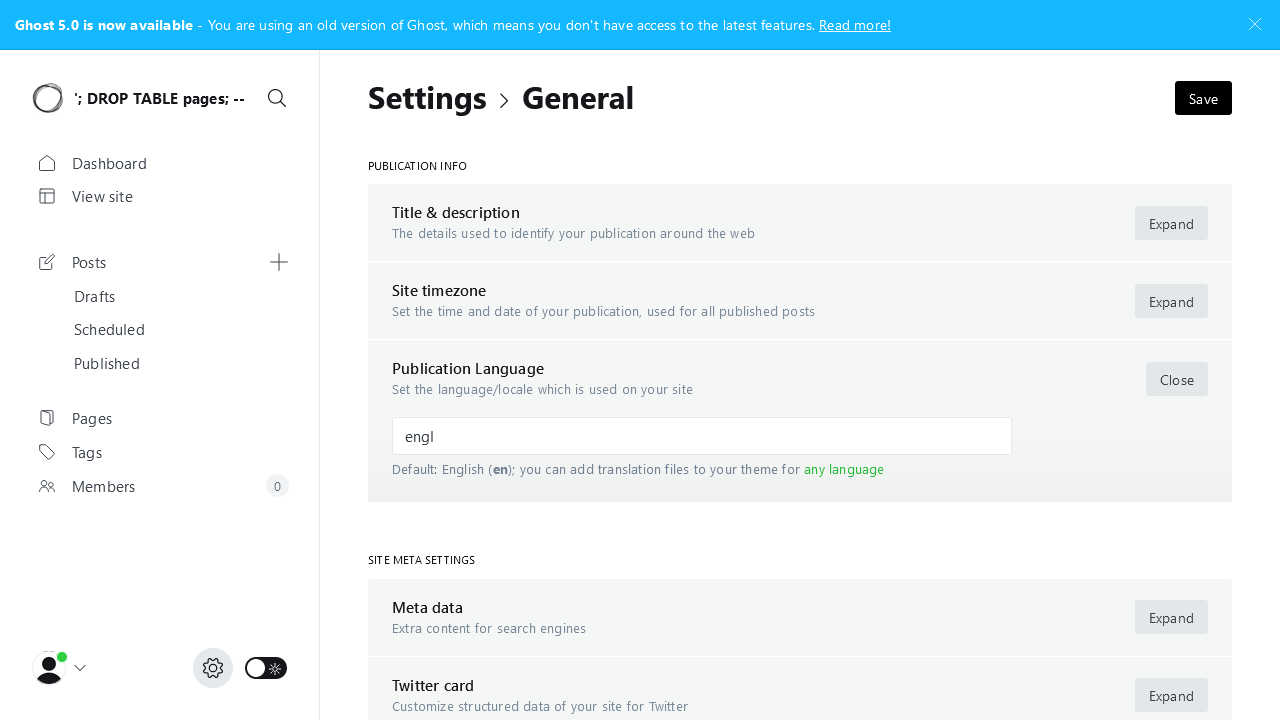 Ghost 5.0 is now available - You are using an old version of Ghost, which means you don't have access to the latest features. Read more!
'; DROP TABLE pages; --
Dashboard
View site
Posts
Drafts
Scheduled
Published
Pages
Tags
Members
0
Settings > General
Save
PUBLICATION INFO
Title & description
The details used to identify your publication around the web
Expand
Site timezone
Set the time and date of your publication, used for all published posts
Expand
Publication Language
Set the language/locale which is used on your site
Close
engl
Default: English (en); you can add translation files to your theme for any language
SITE META SETTINGS
Meta data
Extra content for search engines
Expand
Twitter card
Customize structured data of your site for Twitter
Expand